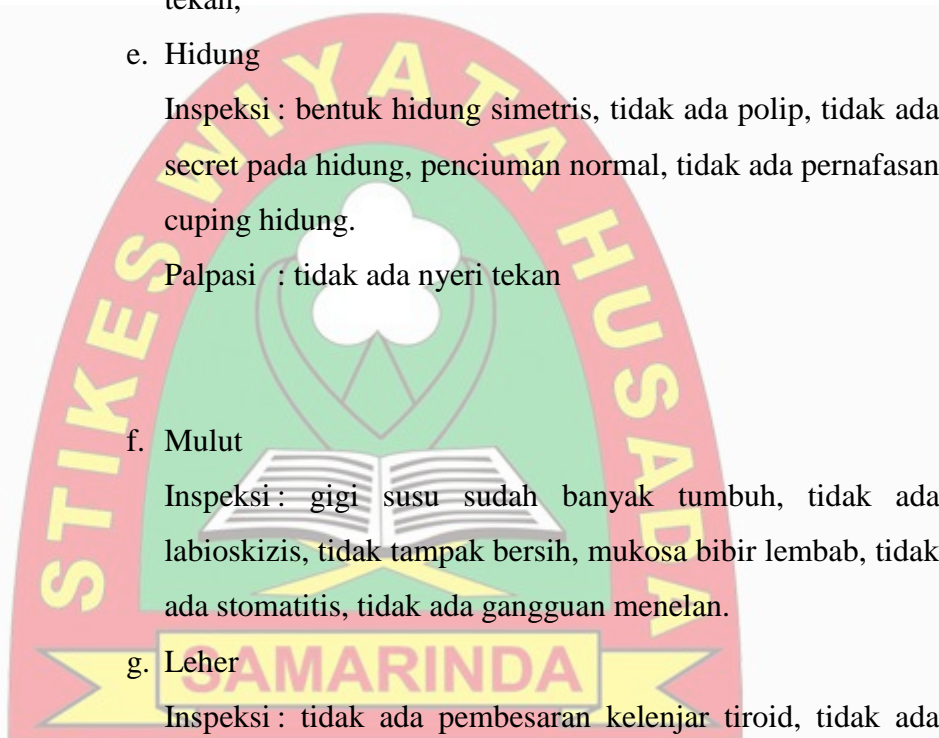 tekan,
e. Hidung
Inspeksi : bentuk hidung simetris, tidak ada polip, tidak ada
secret pada hidung, penciuman normal, tidak ada pernafasan
cuping hidung.
Palpasi : tidak ada nyeri tekan
f. Mulut
Inspeksi : gigi susu sudah banyak tumbuh, tidak ada
labioskizis, tidak tampak bersih, mukosa bibir lembab, tidak
ada stomatitis, tidak ada gangguan menelan.
g. Leher
Inspeksi : tidak ada pembesaran kelenjar tiroid, tidak ada
STIKES WIYATA HUSADA
SAMARINDA